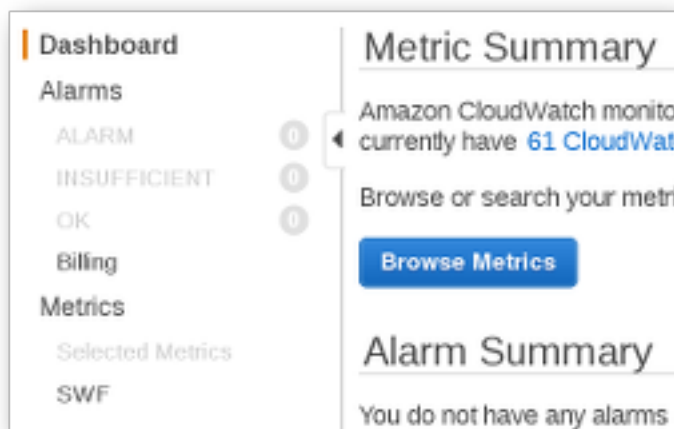 Dashboard
Alarms
ALARM 0
INSUFFICIENT 0
OK 0
Billing
Metrics
Selected Metrics
SWF
Metric Summary
Amazon CloudWatch monito
currently have 61 CloudWat
Browse or search your metri
Browse Metrics
Alarm Summary
You do not have any alarms